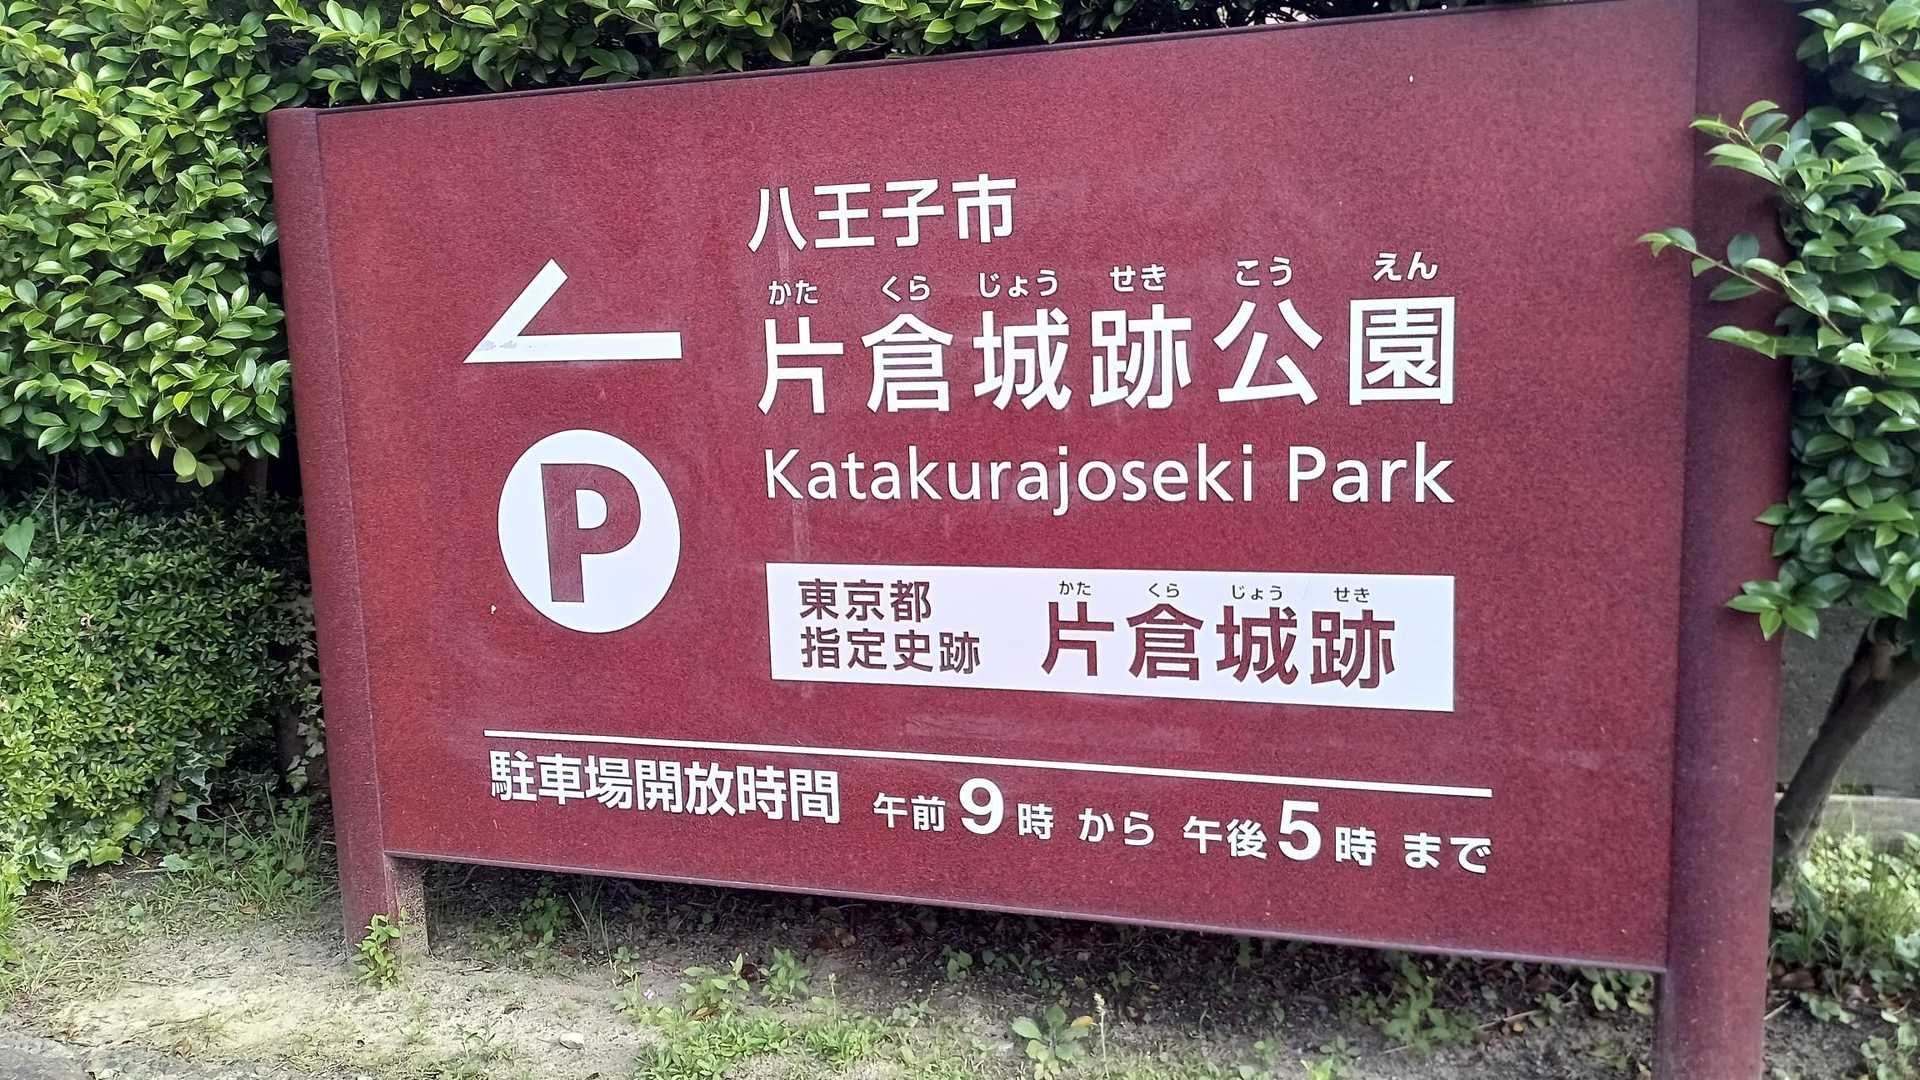 八王子市
かた くら じょう せき こう えん
片倉城跡公園
Katakurajoseki Park
P
東京都
指定史跡
かた くら じょう せき
片倉城跡
駐車場開放時間 午前9時 から 午後5時 まで